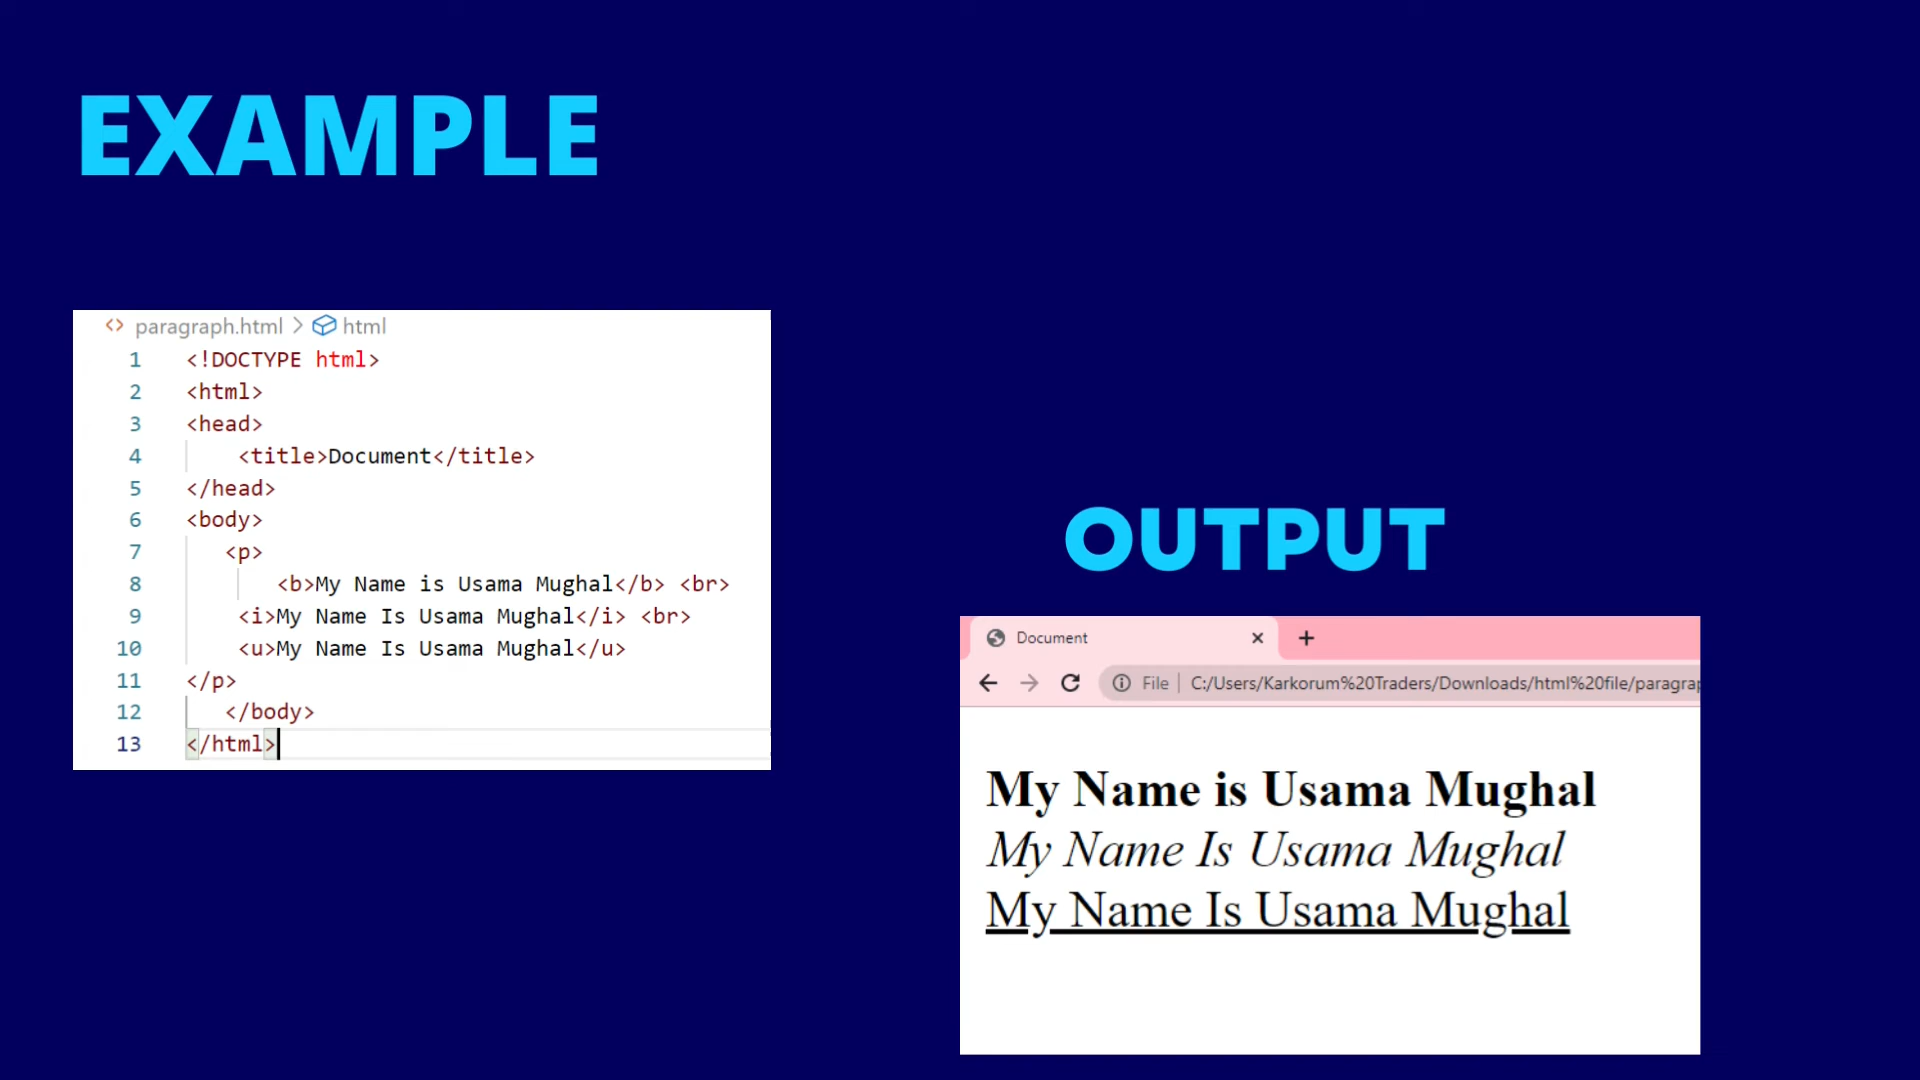 EXAMPLE
paragraph.html > html
1 <!DOCTYPE html>
2 <html>
3 <head>
4 <title>Document</title>
5 </head>
6 <body>
7 <p>
8 <b>My Name is Usama Mughal</b> <br>
9 <i>My Name Is Usama Mughal</i> <br>
10 <u>My Name Is Usama Mughal</u>
11 </p>
12 </body>
13 </html>
OUTPUT
Document
File | C:/Users/Karkorum%20Traders/Downloads/html%20file/paragrap
My Name is Usama Mughal
My Name Is Usama Mughal
My Name Is Usama Mughal